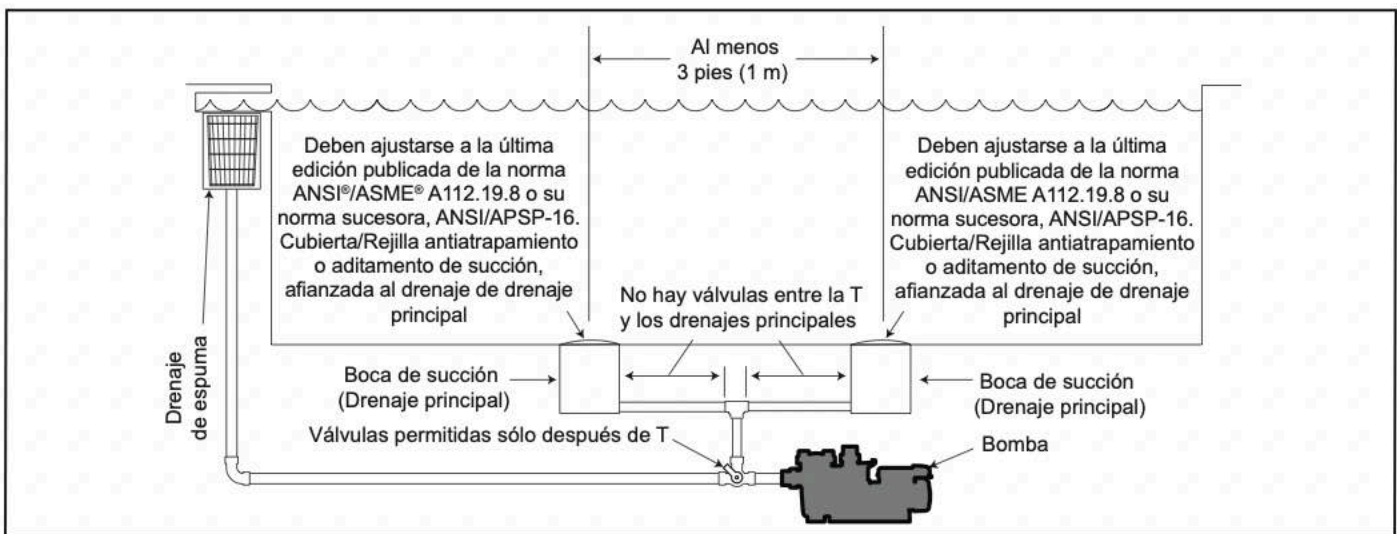 Al menos
3 pies (1 m)
Deben ajustarse a la última
edición publicada de la norma
ANSI®/ASME® A112.19.8 o su
norma sucesora, ANSI/APSP-16.
Cubierta/Rejilla antiatrapamiento
o aditamento de succión,
afianzada al drenaje de drenaje
principal
Deben ajustarse a la última
edición publicada de la norma
ANSI/ASME A112.19.8 o su
norma sucesora, ANSI/APSP-16.
Cubierta/Rejilla antiatrapamiento
o aditamento de succión,
afianzada al drenaje de drenaje
principal
No hay válvulas entre la T
y los drenajes principales
Drenaje
de espuma
Boca de succión
(Drenaje principal)
Boca de succión
(Drenaje principal)
Válvulas permitidas sólo después de T
Bomba